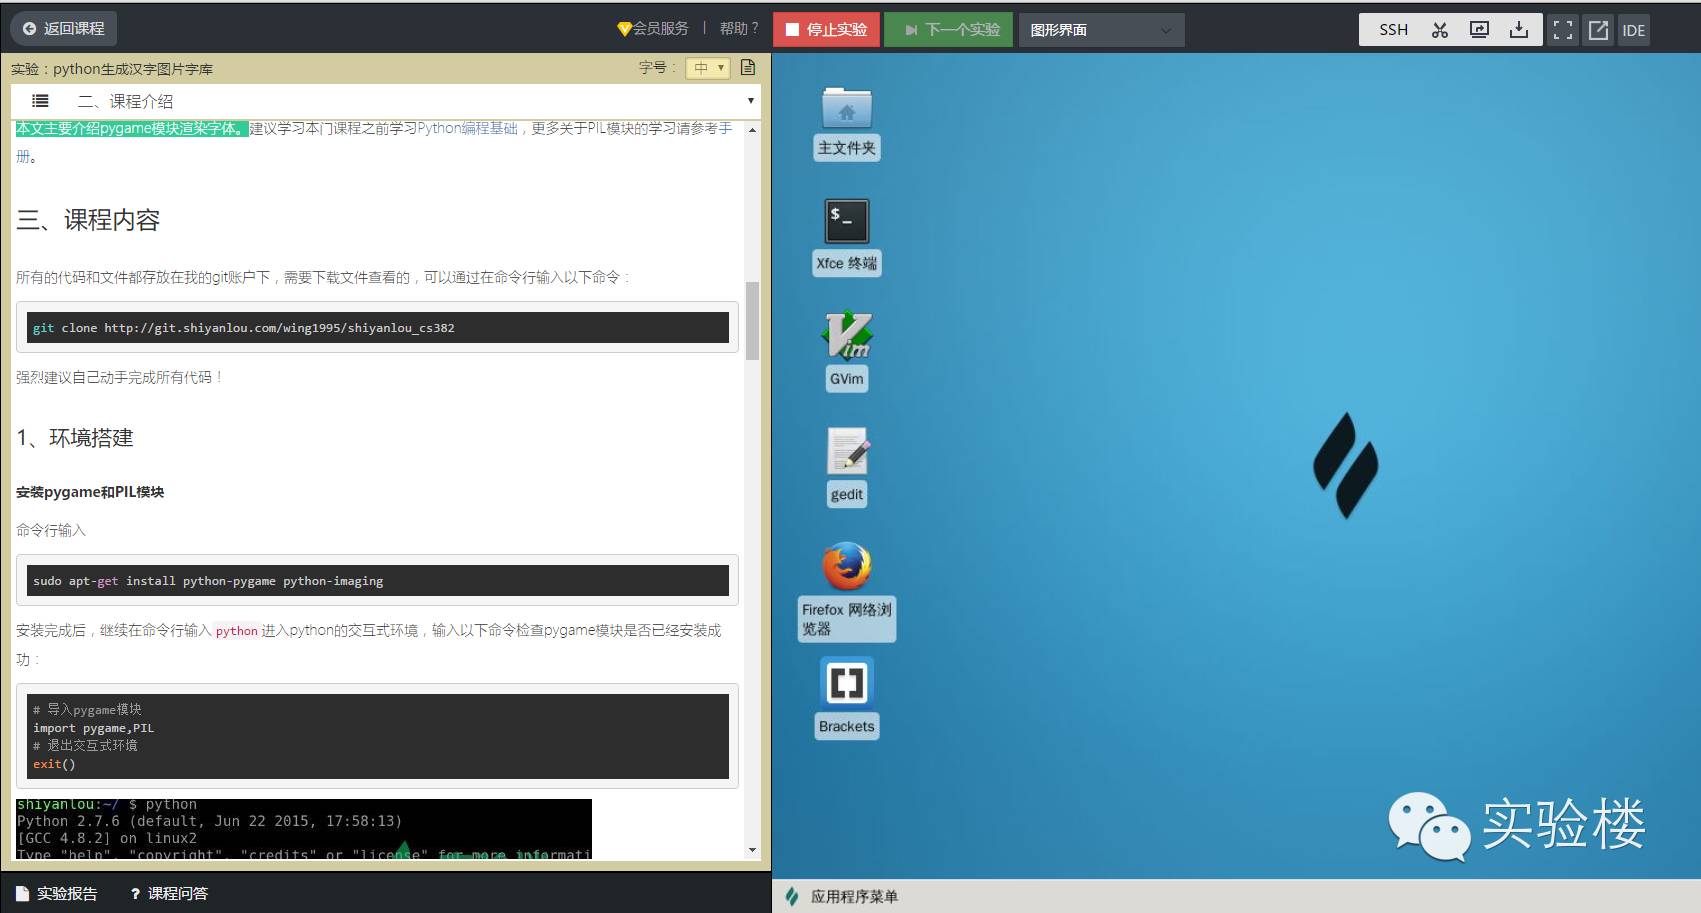 返回课程
会员服务 | 帮助 ?
停止实验
下一个实验
图形界面
SSH
IDE
实验：python生成汉字图片字库
字号：
中
二、课程介绍
本文主要介绍pygame模块渲染字体。建议学习本门课程之前学习Python编程基础，更多关于PIL模块的学习请参考手
册。
三、课程内容
所有的代码和文件都存放在我的git账户下，需要下载文件查看的，可以通过在命令行输入以下命令：
git clone http://git.shiyanlou.com/wing1995/shiyanlou_cs382
强烈建议自己动手完成所有代码！
1、环境搭建
安装pygame和PIL模块
命令行输入
sudo apt-get install python-pygame python-imaging
安装完成后，继续在命令行输入python进入python的交互式环境，输入以下命令检查pygame模块是否已经安装成
功：
# 导入pygame模块
import pygame,PIL
# 退出交互式环境
exit()
shiyanlou:~/ $ python
Python 2.7.6 (default, Jun 22 2015, 17:58:13)
[GCC 4.8.2] on linux2
Type "help", "copyright", "credits" or "license" for more informati
实验报告
? 课程问答
主文件夹
$ _
Xfce 终端
Vim
GVim
gedit
Firefox 网络浏
览器
Brackets
实验楼
应用程序菜单